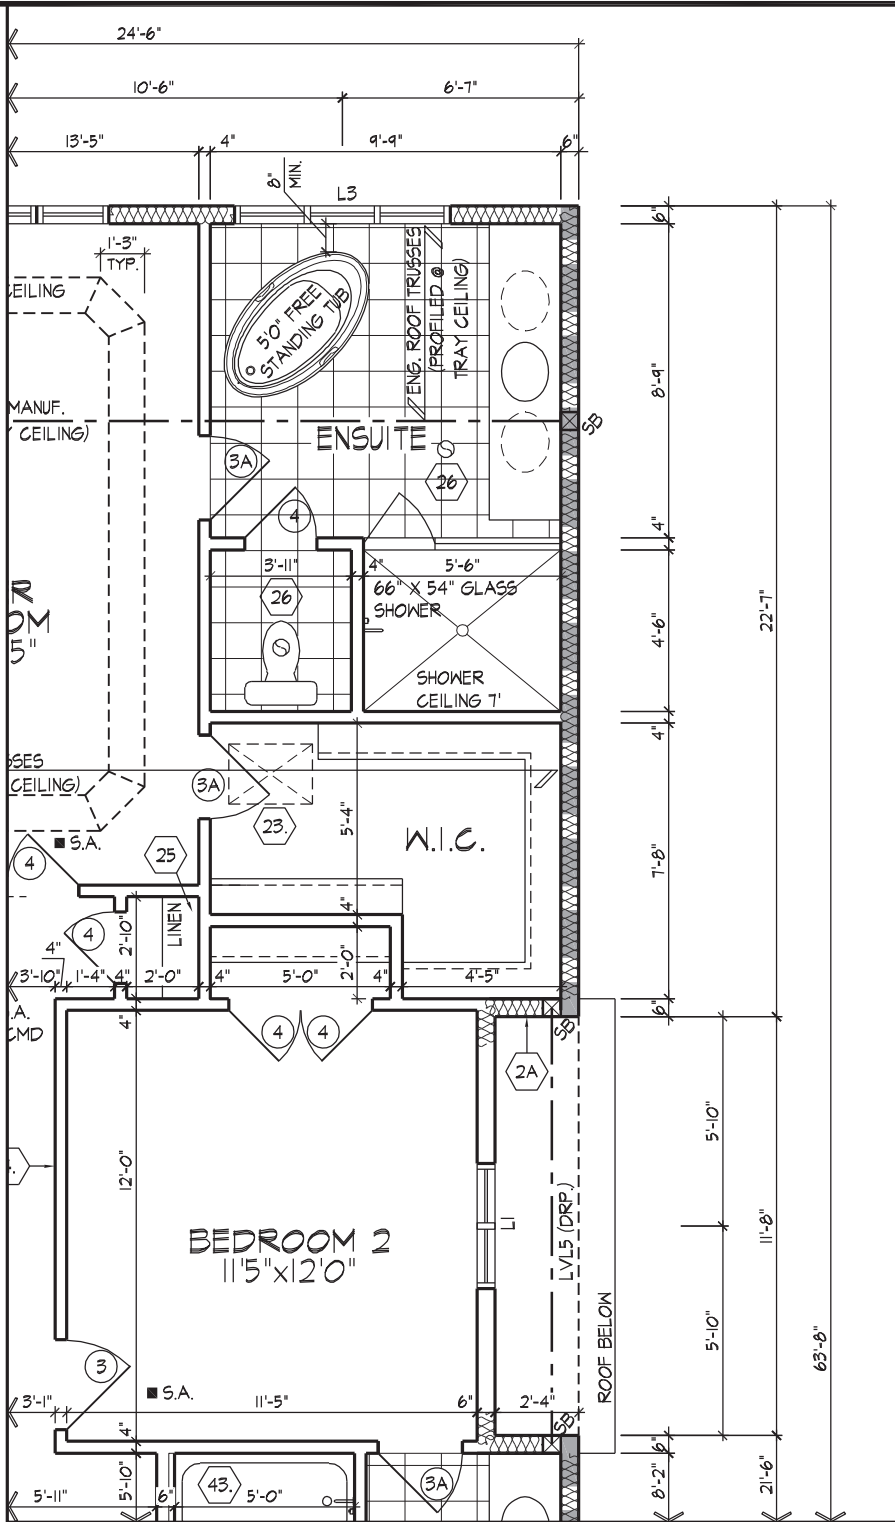 24'-6"
10'-6" 6'-7"
13'-5" 4" 9'-9" 6"
8" MIN.
L3
6"
1'-3"
TYP.
CEILING
5'0" FREE
STANDING TUB
ENG. ROOF TRUSSES
(PROFILED @
TRAY CEILING)
8'-9"
MANUF.
CEILING)
ENSUITE
SB
3A
26
4
4"
3'-11" 4" 5'-6"
26
66" X 54" GLASS
SHOWER
22'-7"
4'-6"
R
OM
5"
SHOWER
CEILING 7'
4"
SSES
CEILING)
3A
23.
5'-4"
W.I.C.
S.A.
25
4
7'-8"
LINEN
4"
4
2'-10"
4"
2'-0"
3'-10" 1'-4" 4" 2'-0" 4" 5'-0" 4" 4'-5"
6"
.A.
CMD
4"
4 4
SB
2A
5'-10"
12'-0"
LVL5 (DRP.)
L1
BEDROOM 2
11'5"x12'0"
11'-8"
ROOF BELOW
5'-10"
63'-8"
3
S.A.
3'-1" 11'-5" 6" 2'-4"
SB
4"
6"
5'-10"
43.
3A
8'-2"
21'-6"
5'-11" 6" 5'-0"